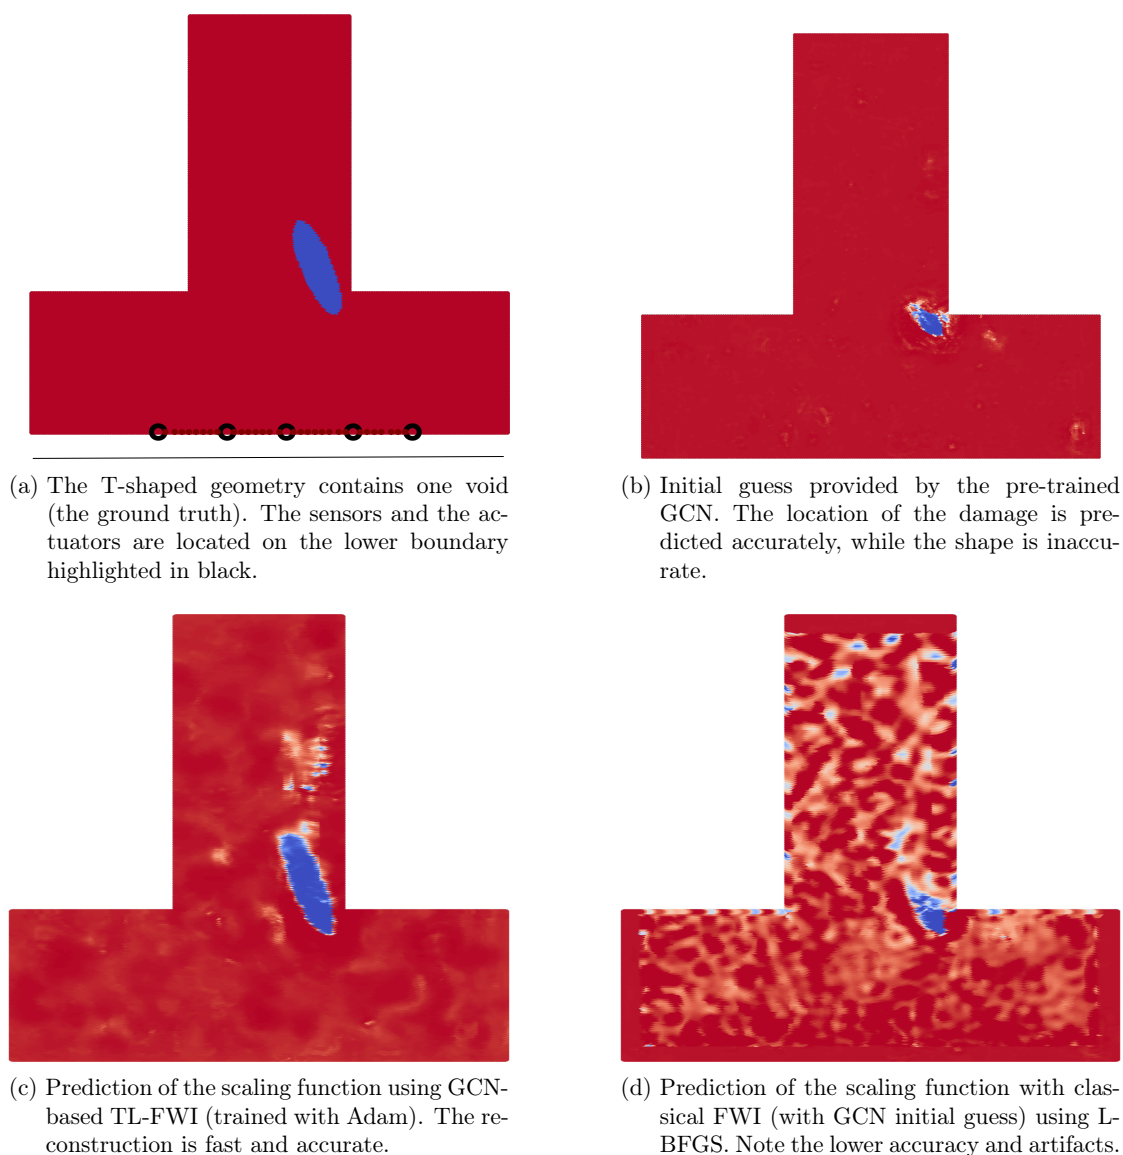 (a) The T-shaped geometry contains one void
(the ground truth). The sensors and the ac-
tuators are located on the lower boundary
highlighted in black.
(b) Initial guess provided by the pre-trained
GCN. The location of the damage is pre-
dicted accurately, while the shape is inaccu-
rate.
(c) Prediction of the scaling function using GCN-
based TL-FWI (trained with Adam). The re-
construction is fast and accurate.
(d) Prediction of the scaling function with clas-
sical FWI (with GCN initial guess) using L-
BFGS. Note the lower accuracy and artifacts.